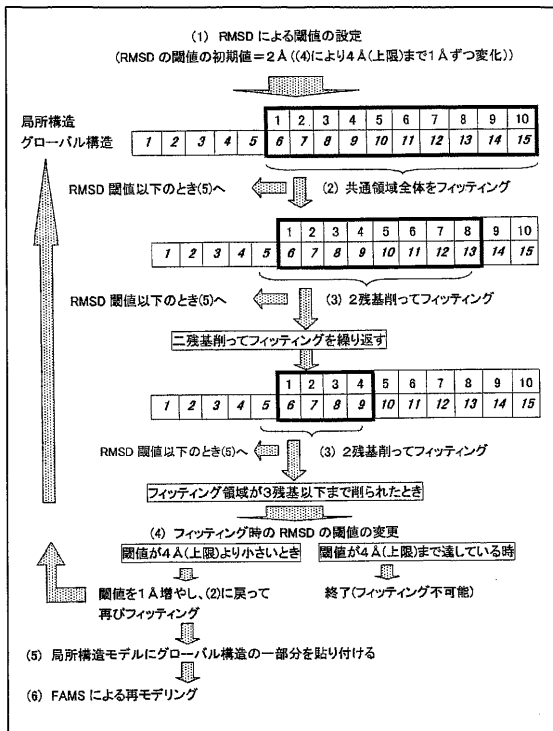 (1) RMSD による閾値の設定
(RMSD の閾値の初期値＝2Å((4)により4Å(上限)まで1Åずつ変化))
局所構造 1 2 3 4 5 6 7 8 9 10
グローバル構造 1 2 3 4 5 6 7 8 9 10 11 12 13 14 15
RMSD 閾値以下のとき(5)へ (2) 共通領域全体をフィッティング
1 2 3 4 5 6 7 8 9 10
1 2 3 4 5 6 7 8 9 10 11 12 13 14 15
RMSD 閾値以下のとき(5)へ (3) 2残基削ってフィッティング
二残基削ってフィッティングを繰り返す
1 2 3 4 5 6 7 8 9 10
1 2 3 4 5 6 7 8 9 10 11 12 13 14 15
RMSD 閾値以下のとき(5)へ (3) 2残基削ってフィッティング
フィッティング領域が3残基以下まで削られたとき
(4) フィッティング時の RMSD の閾値の変更
閾値が4Å(上限)より小さいとき 閾値が4Å(上限)まで達している時
閾値を1Å増やし、(2)に戻って 終了(フィッティング不可能)
再びフィッティング
(5) 局所構造モデルにグローバル構造の一部分を貼り付ける
(6) FAMS による再モデリング